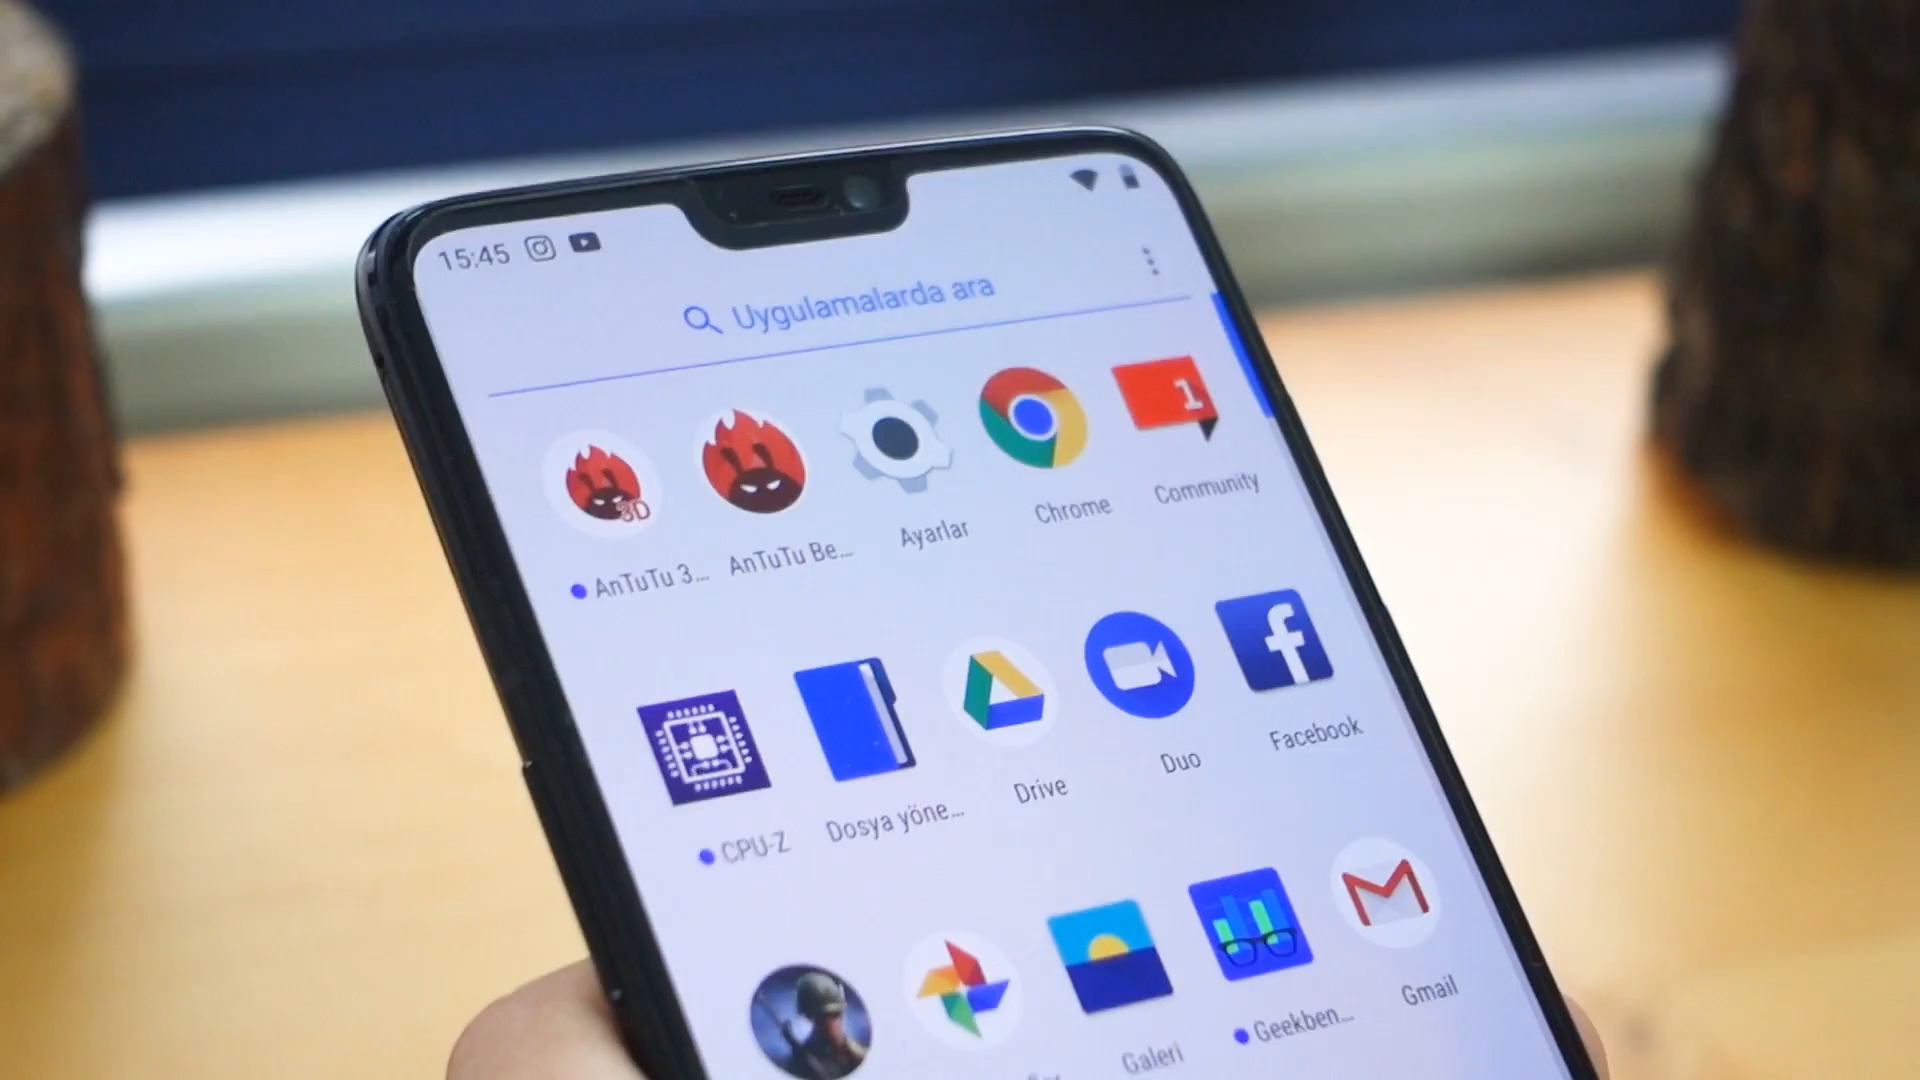 15:45
Uygulamalarda ara
1
3D
AnTuTu 3... AnTuTu Be... Ayarlar Chrome Community
f
CPU-Z Dosya yöne... Drive Duo Facebook
Galeri Geekben... Gmail